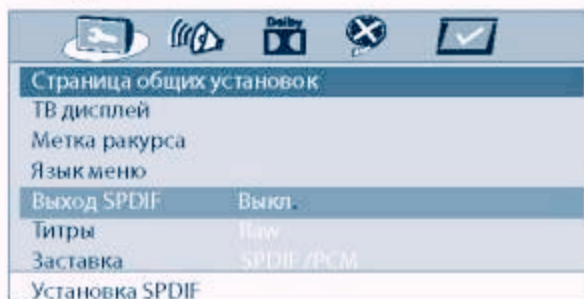 Dolby
Страница общих установок
ТВ дисплей
Метка ракурса
Язык меню
Выход SPDIF Выкл.
Титры Raw
Заставка SPDIF /PCM
Установка SPDIF